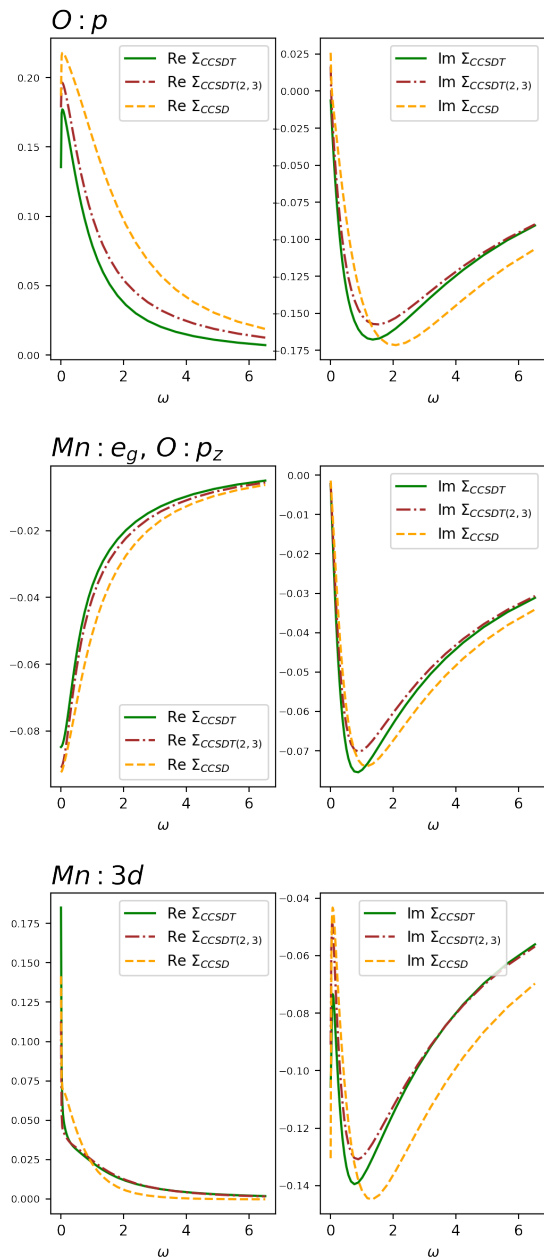 O : p
0.20
0.15
0.10
0.05
0.00
0 2 4 6
ω
Re Σ_CCSDT
Re Σ_CCSDT(2,3)
Re Σ_CCSD
0.025
0.000
−0.025
−0.050
−0.075
−0.100
−0.125
−0.150
−0.175
0 2 4 6
ω
Im Σ_CCSDT
Im Σ_CCSDT(2,3)
Im Σ_CCSD
Mn : e_g, O : p_z
−0.02
−0.04
−0.06
−0.08
0 2 4 6
ω
Re Σ_CCSDT
Re Σ_CCSDT(2,3)
Re Σ_CCSD
0.00
−0.01
−0.02
−0.03
−0.04
−0.05
−0.06
−0.07
0 2 4 6
ω
Im Σ_CCSDT
Im Σ_CCSDT(2,3)
Im Σ_CCSD
Mn : 3d
0.175
0.150
0.125
0.100
0.075
0.050
0.025
0.000
0 2 4 6
ω
Re Σ_CCSDT
Re Σ_CCSDT(2,3)
Re Σ_CCSD
−0.04
−0.06
−0.08
−0.10
−0.12
−0.14
0 2 4 6
ω
Im Σ_CCSDT
Im Σ_CCSDT(2,3)
Im Σ_CCSD